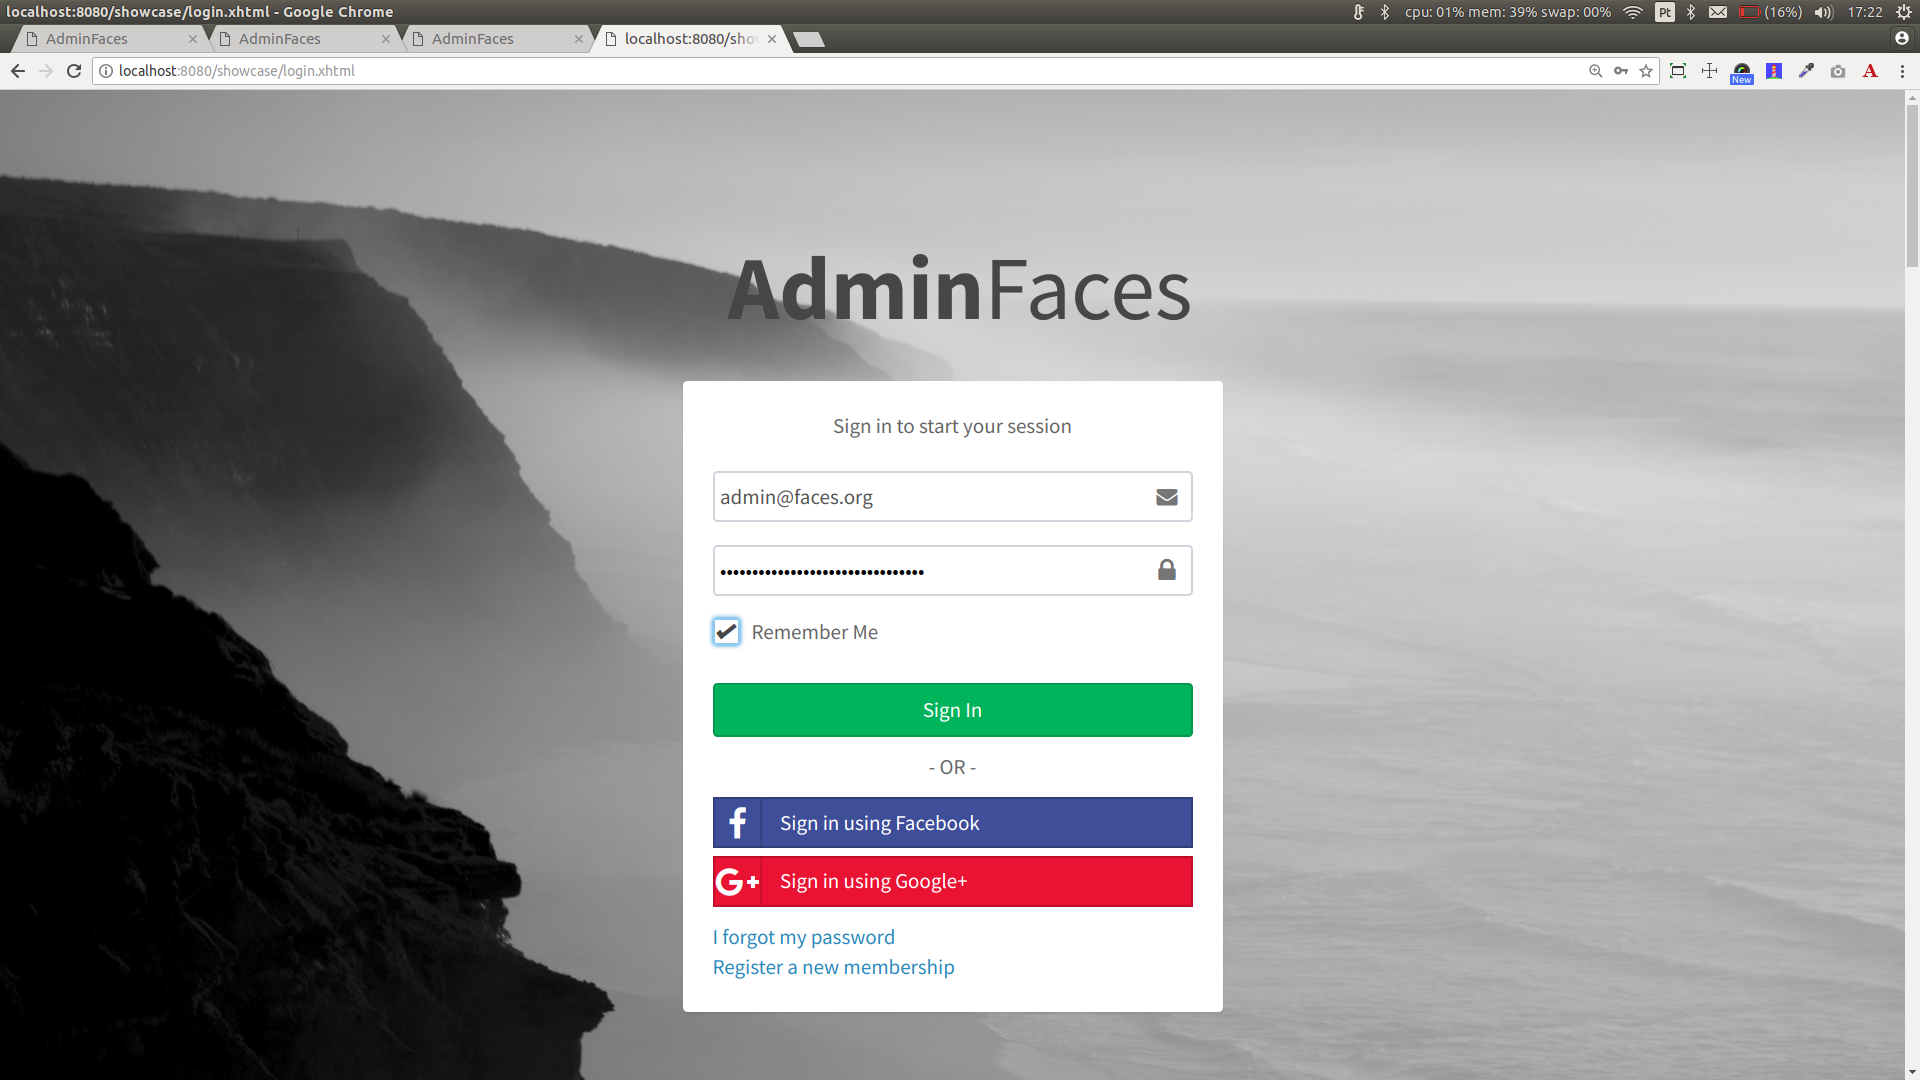 localhost:8080/showcase/login.xhtml - Google Chrome
cpu: 01% mem: 39% swap: 00%
Pt
(16%)
17:22
AdminFaces
AdminFaces
AdminFaces
localhost:8080/sho
localhost:8080/showcase/login.xhtml
New
A
AdminFaces
Sign in to start your session
admin@faces.org
Remember Me
Sign In
- OR -
f
Sign in using Facebook
G+
Sign in using Google+
I forgot my password
Register a new membership